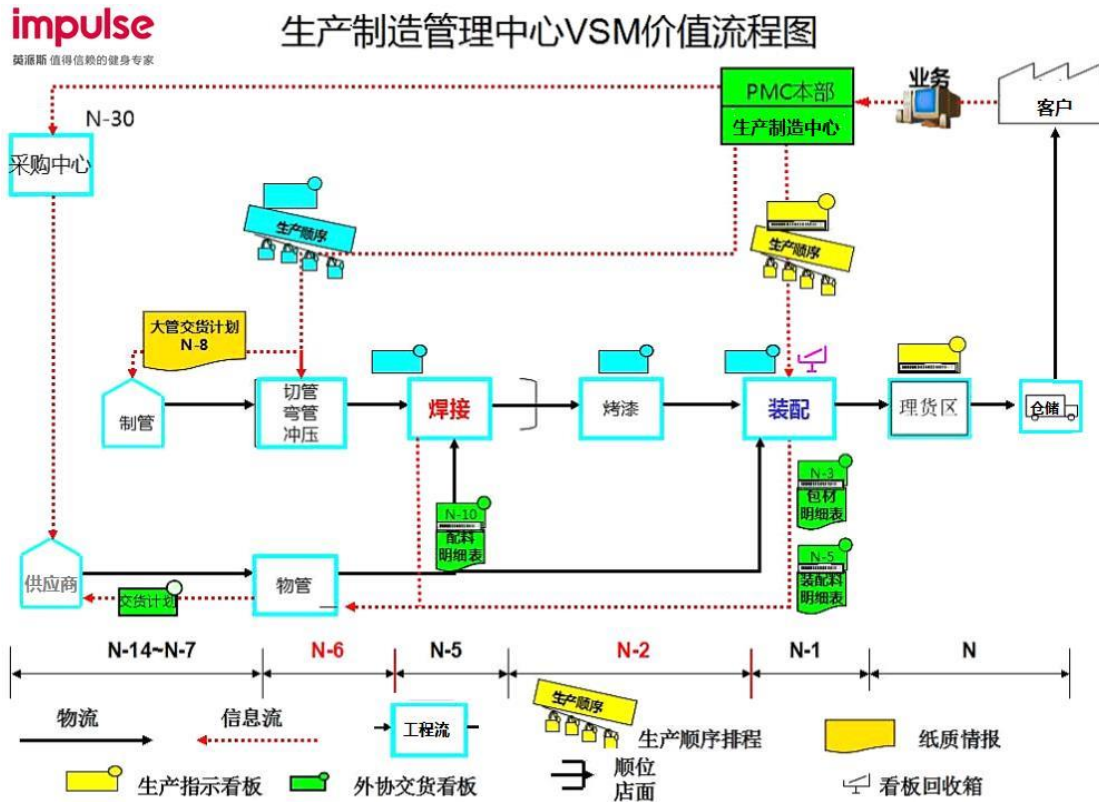 impulse
英派斯 值得信赖的健身专家
生产制造管理中心VSM价值流程图
N-30
PMC本部
生产制造中心
业务
客户
采购中心
生产顺序
生产顺序
大管交货计划
N-8
制管
切管
弯管
冲压
焊接
烤漆
装配
理货区
仓储
N-10
配料
明细表
N-3
包材
明细表
N-5
装配料
明细表
供应商
交货计划
物管
N-14~N-7
N-6
N-5
N-2
N-1
N
物流
信息流
工程流
生产顺序
生产顺序排程
纸质情报
生产指示看板
外协交货看板
顺位
店面
看板回收箱